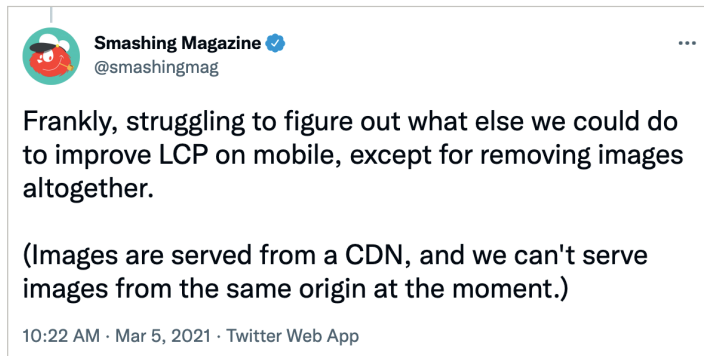 Smashing Magazine
@smashingmag
Frankly, struggling to figure out what else we could do
to improve LCP on mobile, except for removing images
altogether.
(Images are served from a CDN, and we can't serve
images from the same origin at the moment.)
10:22 AM · Mar 5, 2021 · Twitter Web App